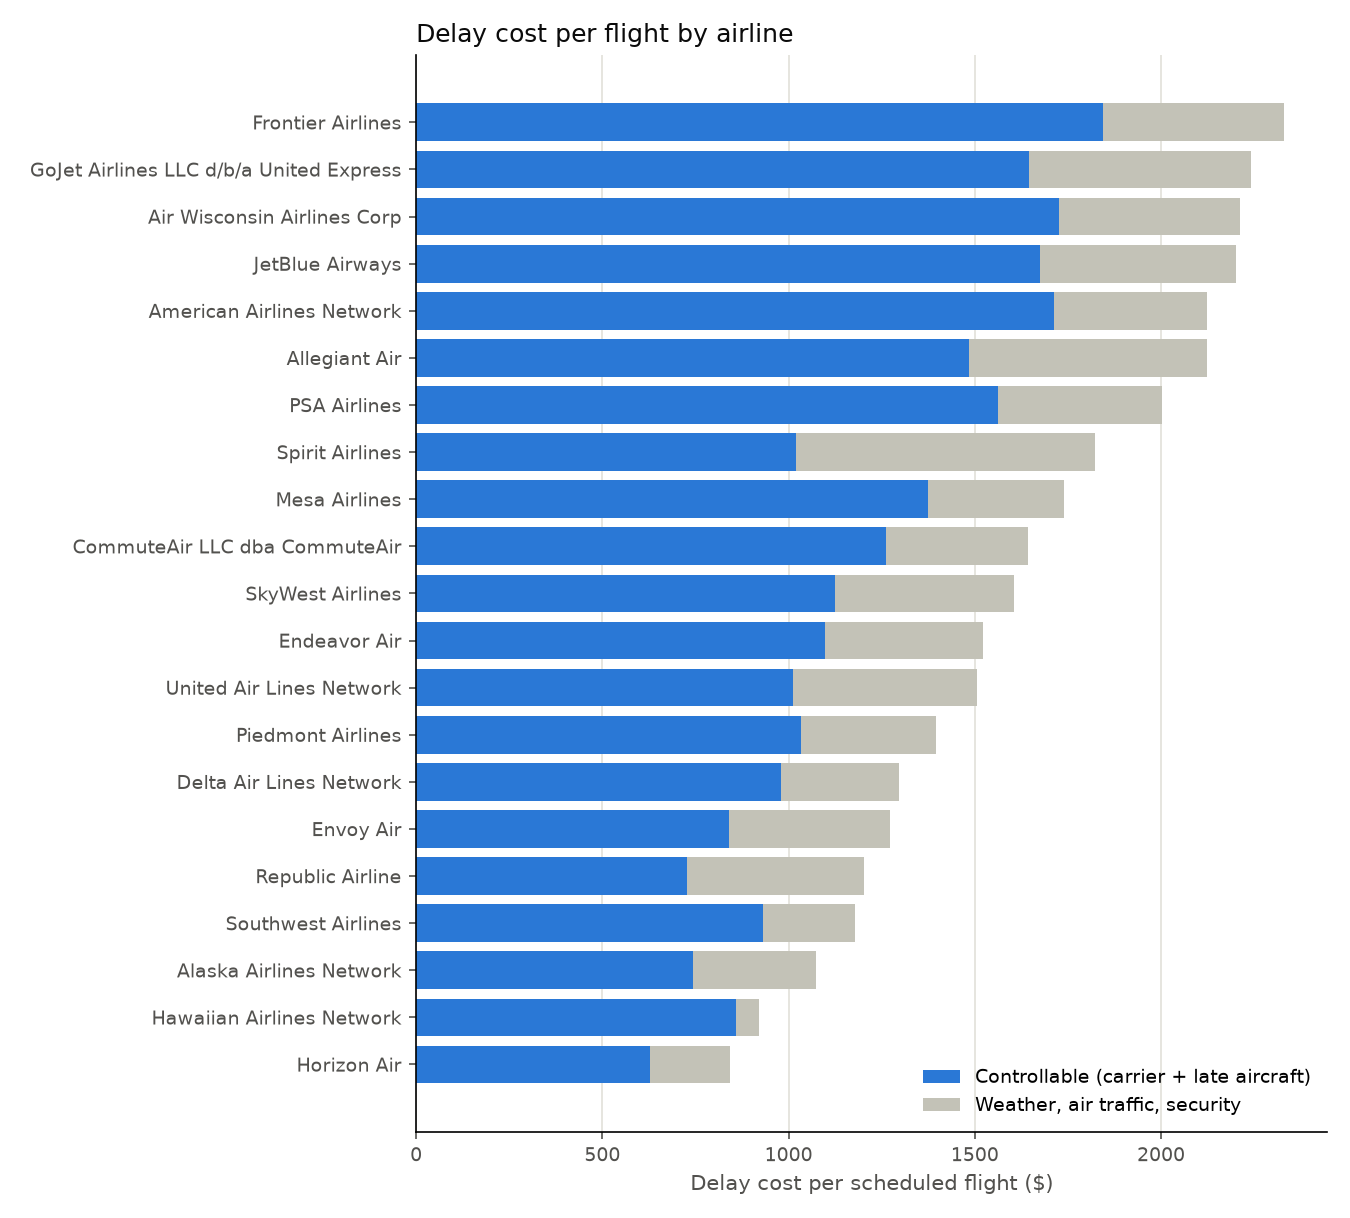 Delay cost per flight by airline
Frontier Airlines
GoJet Airlines LLC d/b/a United Express
Air Wisconsin Airlines Corp
JetBlue Airways
American Airlines Network
Allegiant Air
PSA Airlines
Spirit Airlines
Mesa Airlines
CommuteAir LLC dba CommuteAir
SkyWest Airlines
Endeavor Air
United Air Lines Network
Piedmont Airlines
Delta Air Lines Network
Envoy Air
Republic Airline
Southwest Airlines
Alaska Airlines Network
Hawaiian Airlines Network
Horizon Air
Controllable (carrier + late aircraft)
Weather, air traffic, security
0 500 1000 1500 2000
Delay cost per scheduled flight ($)